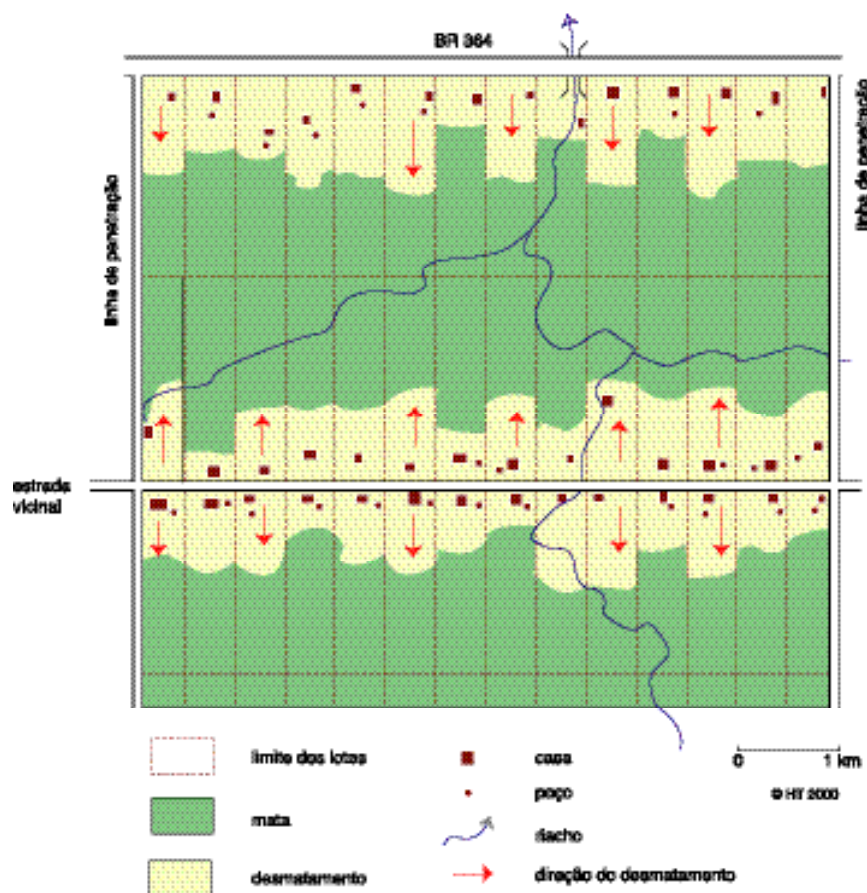 BR 364
linha de penetração
linha de penetração
estrada
vicinal
limite dos lotes
mata
desmatamento
casa
poço
riacho
direção do desmatamento
0 1 km
© HT 2000